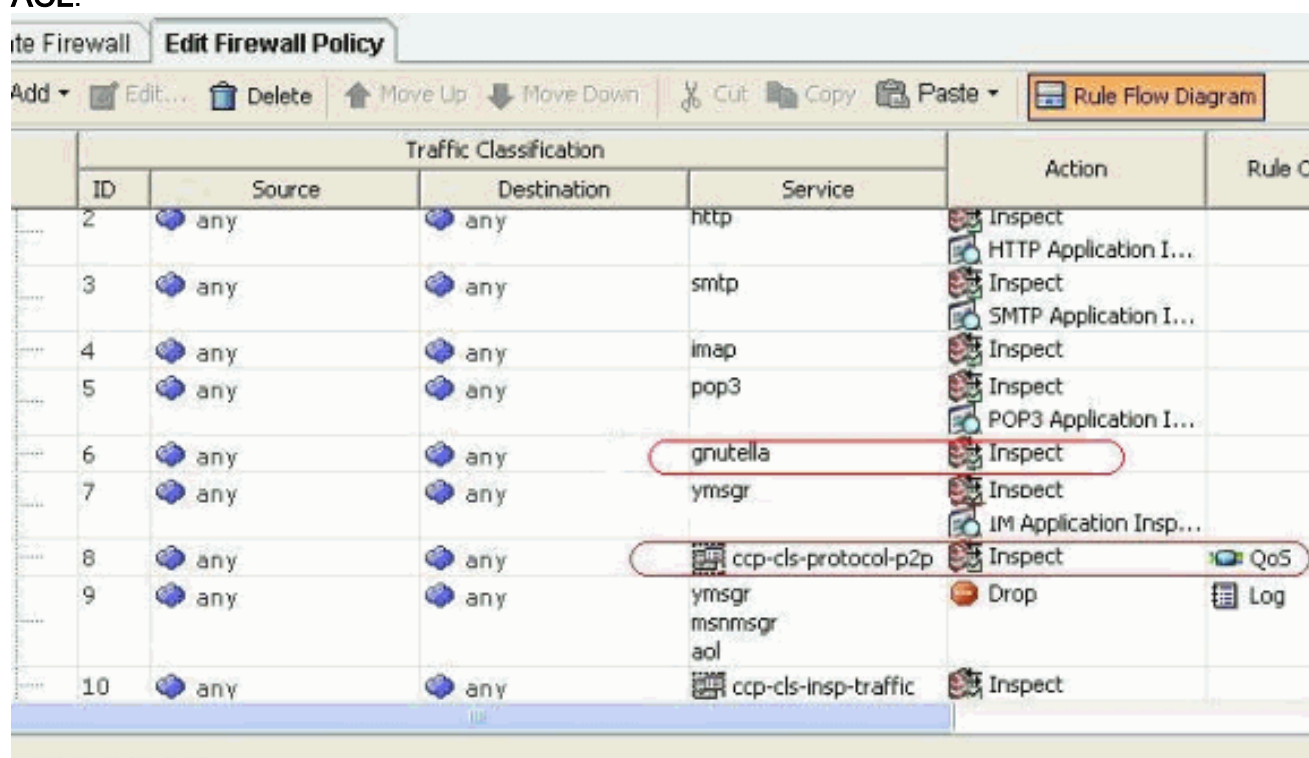 ACL.
te Firewall Edit Firewall Policy
Add Edit... Delete Move Up Move Down Cut Copy Paste Rule Flow Diagram
Traffic Classification
ID Source Destination Service Action Rule O
2 any any http Inspect
HTTP Application I...
3 any any smtp Inspect
SMTP Application I...
4 any any imap Inspect
5 any any pop3 Inspect
POP3 Application I...
6 any any gnutella Inspect
7 any any ymsgr Inspect
IM Application Insp...
8 any any ccp-cls-protocol-p2p Inspect QoS
9 any any ymsgr Drop Log
msnmsgr
aol
10 any any ccp-cls-insp-traffic Inspect